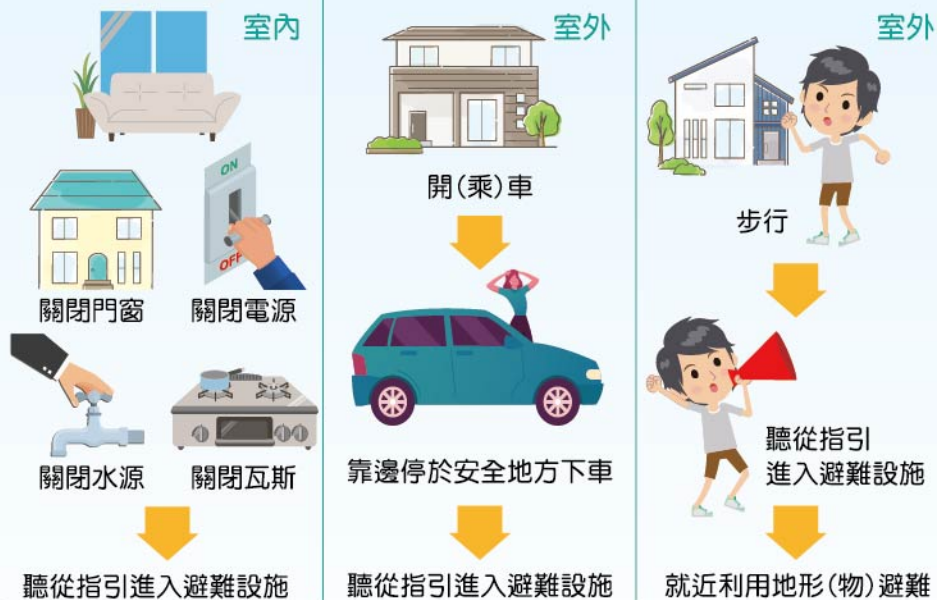 室內
ON
OFF
關閉門窗
關閉電源
關閉水源
關閉瓦斯
聽從指引進入避難設施
室外
開(乘)車
靠邊停於安全地方下車
聽從指引進入避難設施
室外
步行
聽從指引
進入避難設施
就近利用地形(物)避難